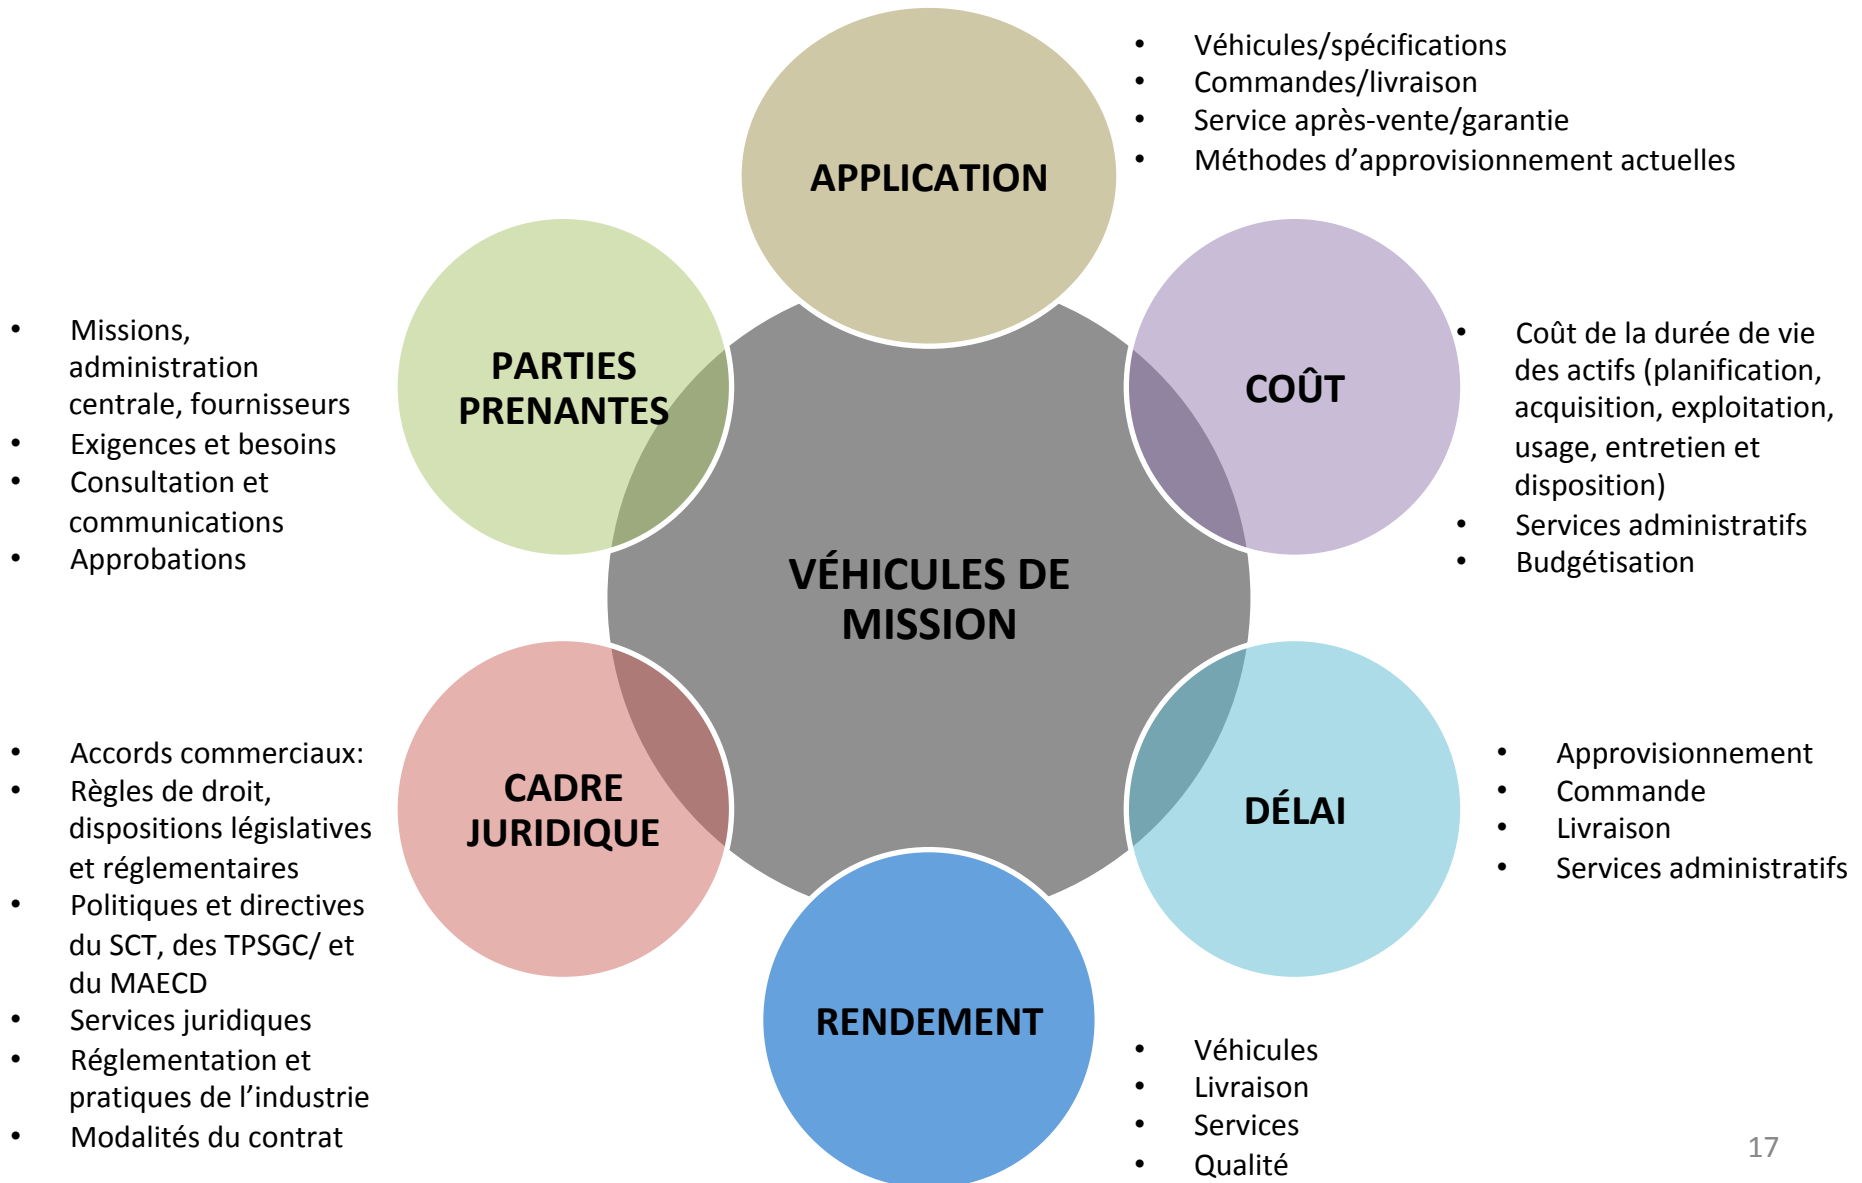 APPLICATION
• Véhicules/spécifications
• Commandes/livraison
• Service après-vente/garantie
• Méthodes d’approvisionnement actuelles
COÛT
• Coût de la durée de vie
des actifs (planification,
acquisition, exploitation,
usage, entretien et
disposition)
• Services administratifs
• Budgétisation
DÉLAI
• Approvisionnement
• Commande
• Livraison
• Services administratifs
RENDEMENT
• Véhicules
• Livraison
• Services
• Qualité
CADRE
JURIDIQUE
• Accords commerciaux:
• Règles de droit,
dispositions législatives
et réglementaires
• Politiques et directives
du SCT, des TPSGC/ et
du MAECD
• Services juridiques
• Réglementation et
pratiques de l’industrie
• Modalités du contrat
PARTIES
PRENANTES
• Missions,
administration
centrale, fournisseurs
• Exigences et besoins
• Consultation et
communications
• Approbations
VÉHICULES DE
MISSION
17